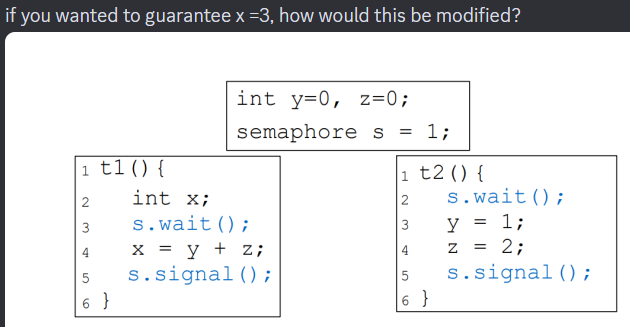 if you wanted to guarantee x =3, how would this be modified?
int y=0, z=0;
semaphore s = 1;
1 t1(){
2 int x;
3 s.wait();
4 x = y + z;
5 s.signal();
6 }
1 t2(){
2 s.wait();
3 y = 1;
4 z = 2;
5 s.signal();
6 }